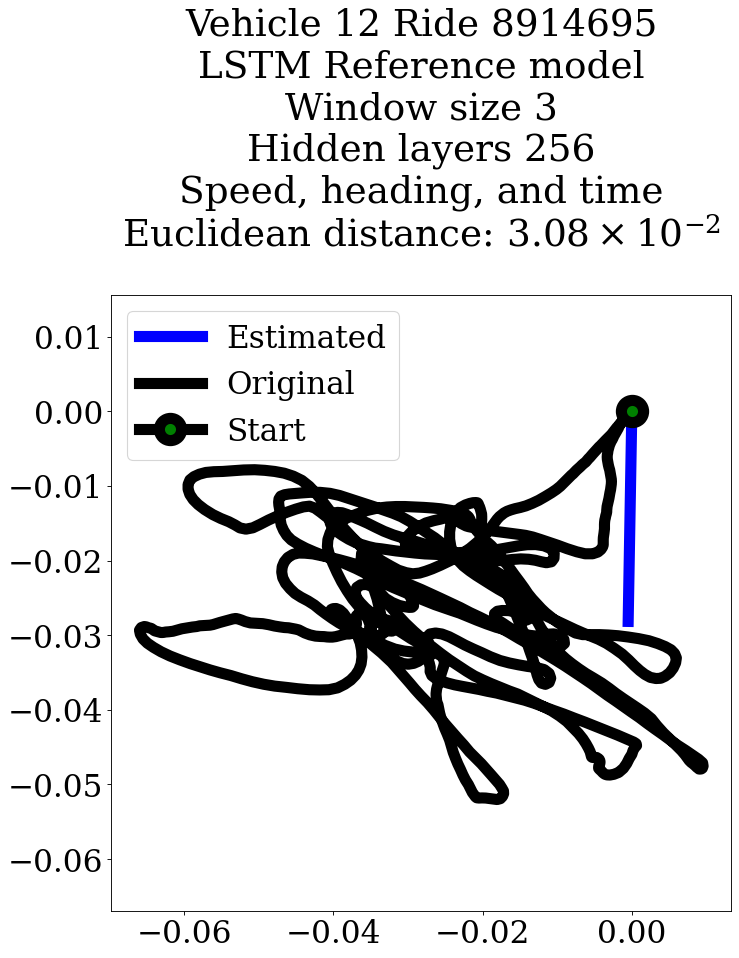 Vehicle 12 Ride 8914695
LSTM Reference model
Window size 3
Hidden layers 256
Speed, heading, and time
Euclidean distance: 3.08 × 10⁻²
Estimated
Original
Start
0.01
0.00
−0.01
−0.02
−0.03
−0.04
−0.05
−0.06
−0.06 −0.04 −0.02 0.00